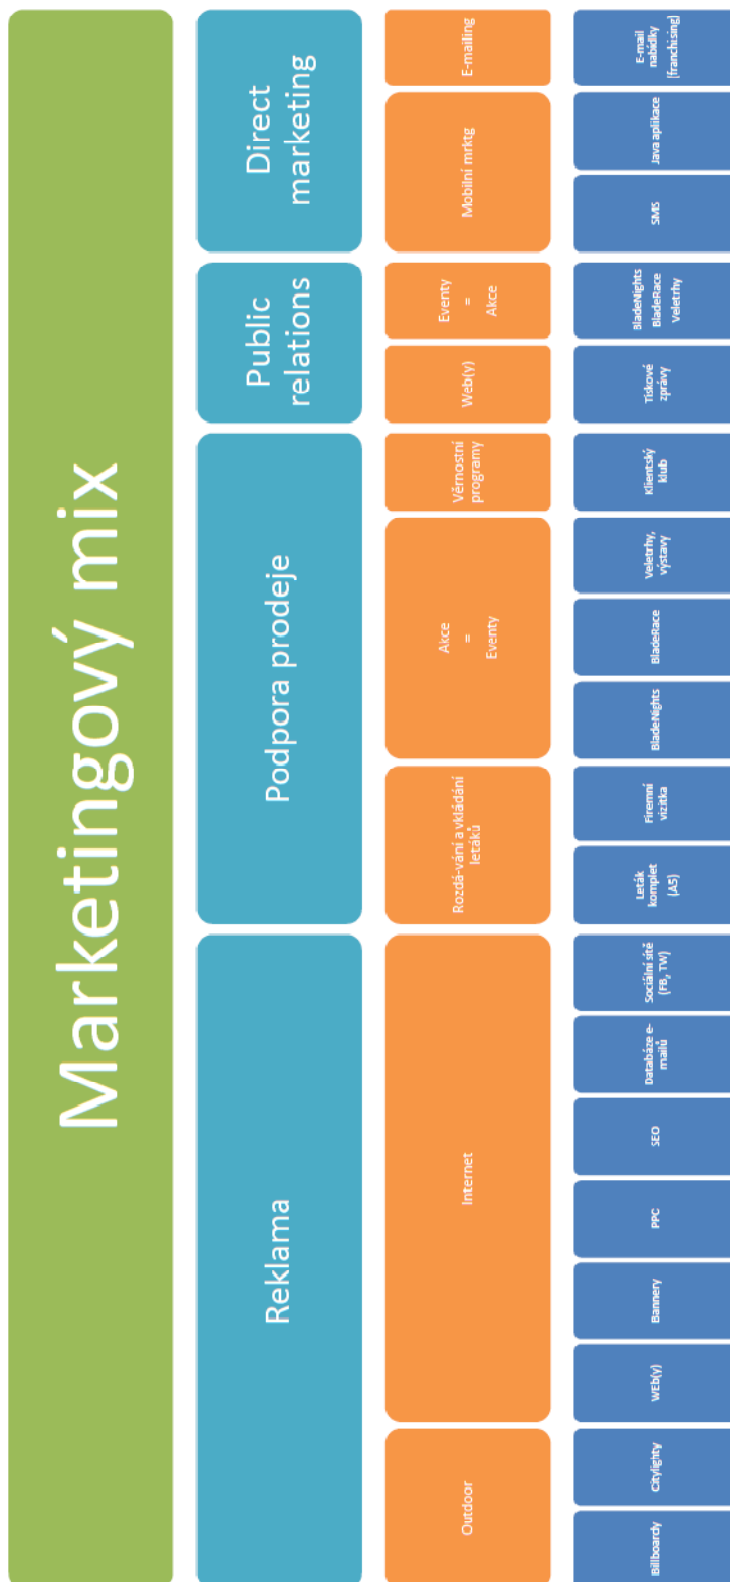 Marketingový mix
Reklama
Podpora prodeje
Public
relations
Direct
marketing
Outdoor
Internet
Rozdá-vání a vkládání
letáků
Akce
=
Eventy
Věrnostní
programy
Web(y)
Eventy
=
Akce
Mobilní mrktg
E-mailing
Billboardy
Citylighty
WEb(y)
Bannery
PPC
SEO
Databáze e-
mailů
Sociální sítě
(FB, TW)
Leták
komplet
(A5)
Firemní
vizitka
BladeNights
BladeRace
Veletrhy,
výstavy
Klientský
klub
Tiskové
zprávy
BladeNights
BladeRace
Veletrhy
SMS
Java aplikace
E-mail
nabídky
(franchising)